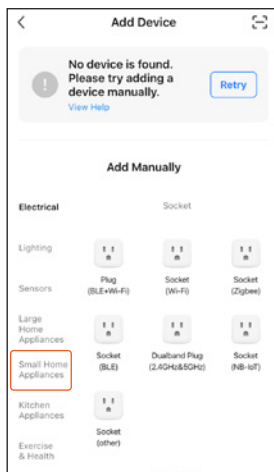 Add Device
No device is found.
Please try adding a
device manually.
View Help
Retry
Add Manually
Electrical
Socket
Lighting
Sensors
Large
Home
Appliances
Small Home
Appliances
Kitchen
Appliances
Exercise
& Health
Plug
(BLE+Wi-Fi)
Socket
(Wi-Fi)
Socket
(Zigbee)
Socket
(BLE)
Dualband Plug
(2.4GHz&5GHz)
Socket
(NB-IoT)
Socket
(other)